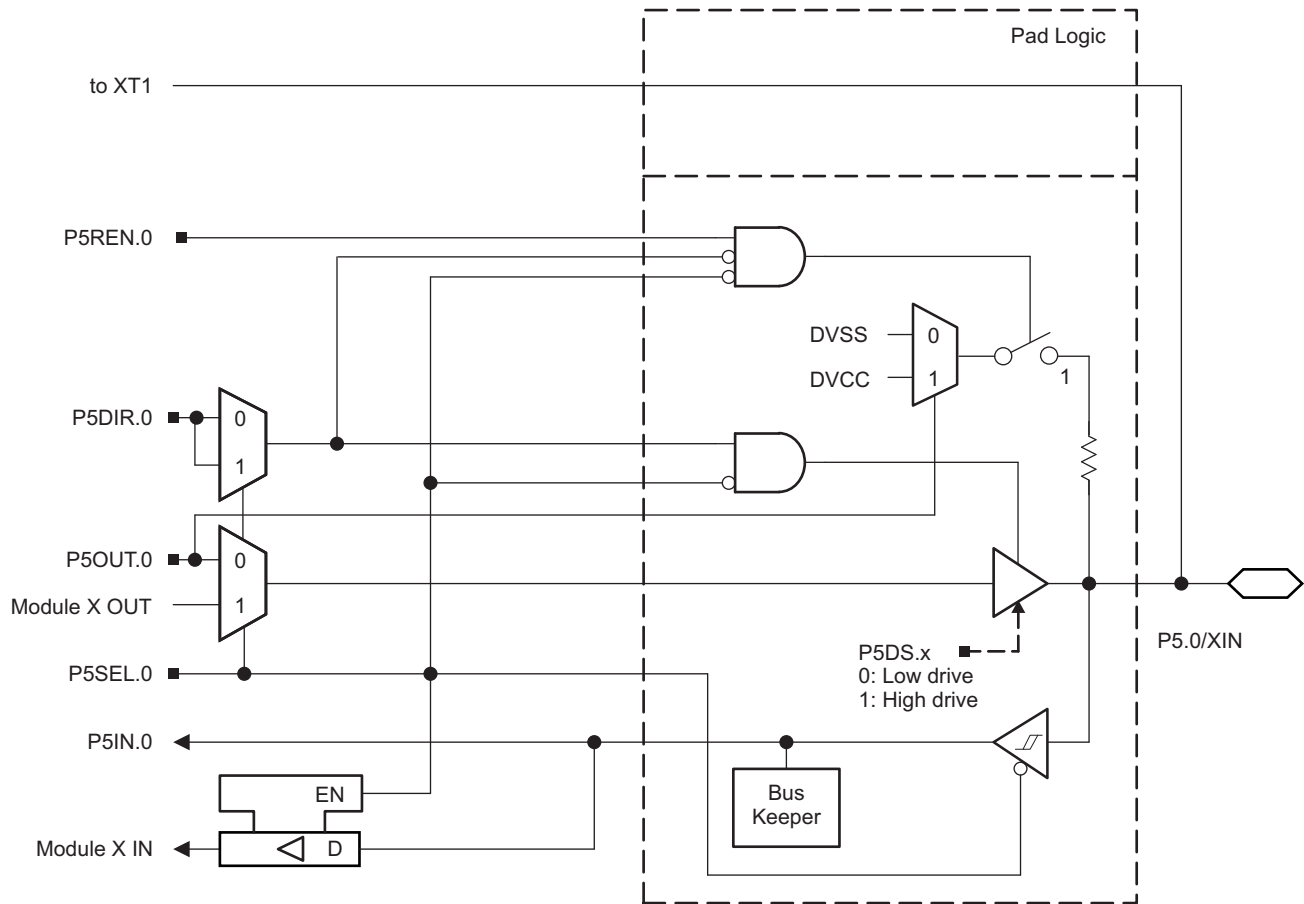 Pad Logic
to XT1
P5REN.0
DVSS
0
DVCC
1
1
P5DIR.0
0
1
P5OUT.0
0
Module X OUT
1
P5DS.x
0: Low drive
1: High drive
P5.0/XIN
P5SEL.0
P5IN.0
EN
Bus
Keeper
Module X IN
D